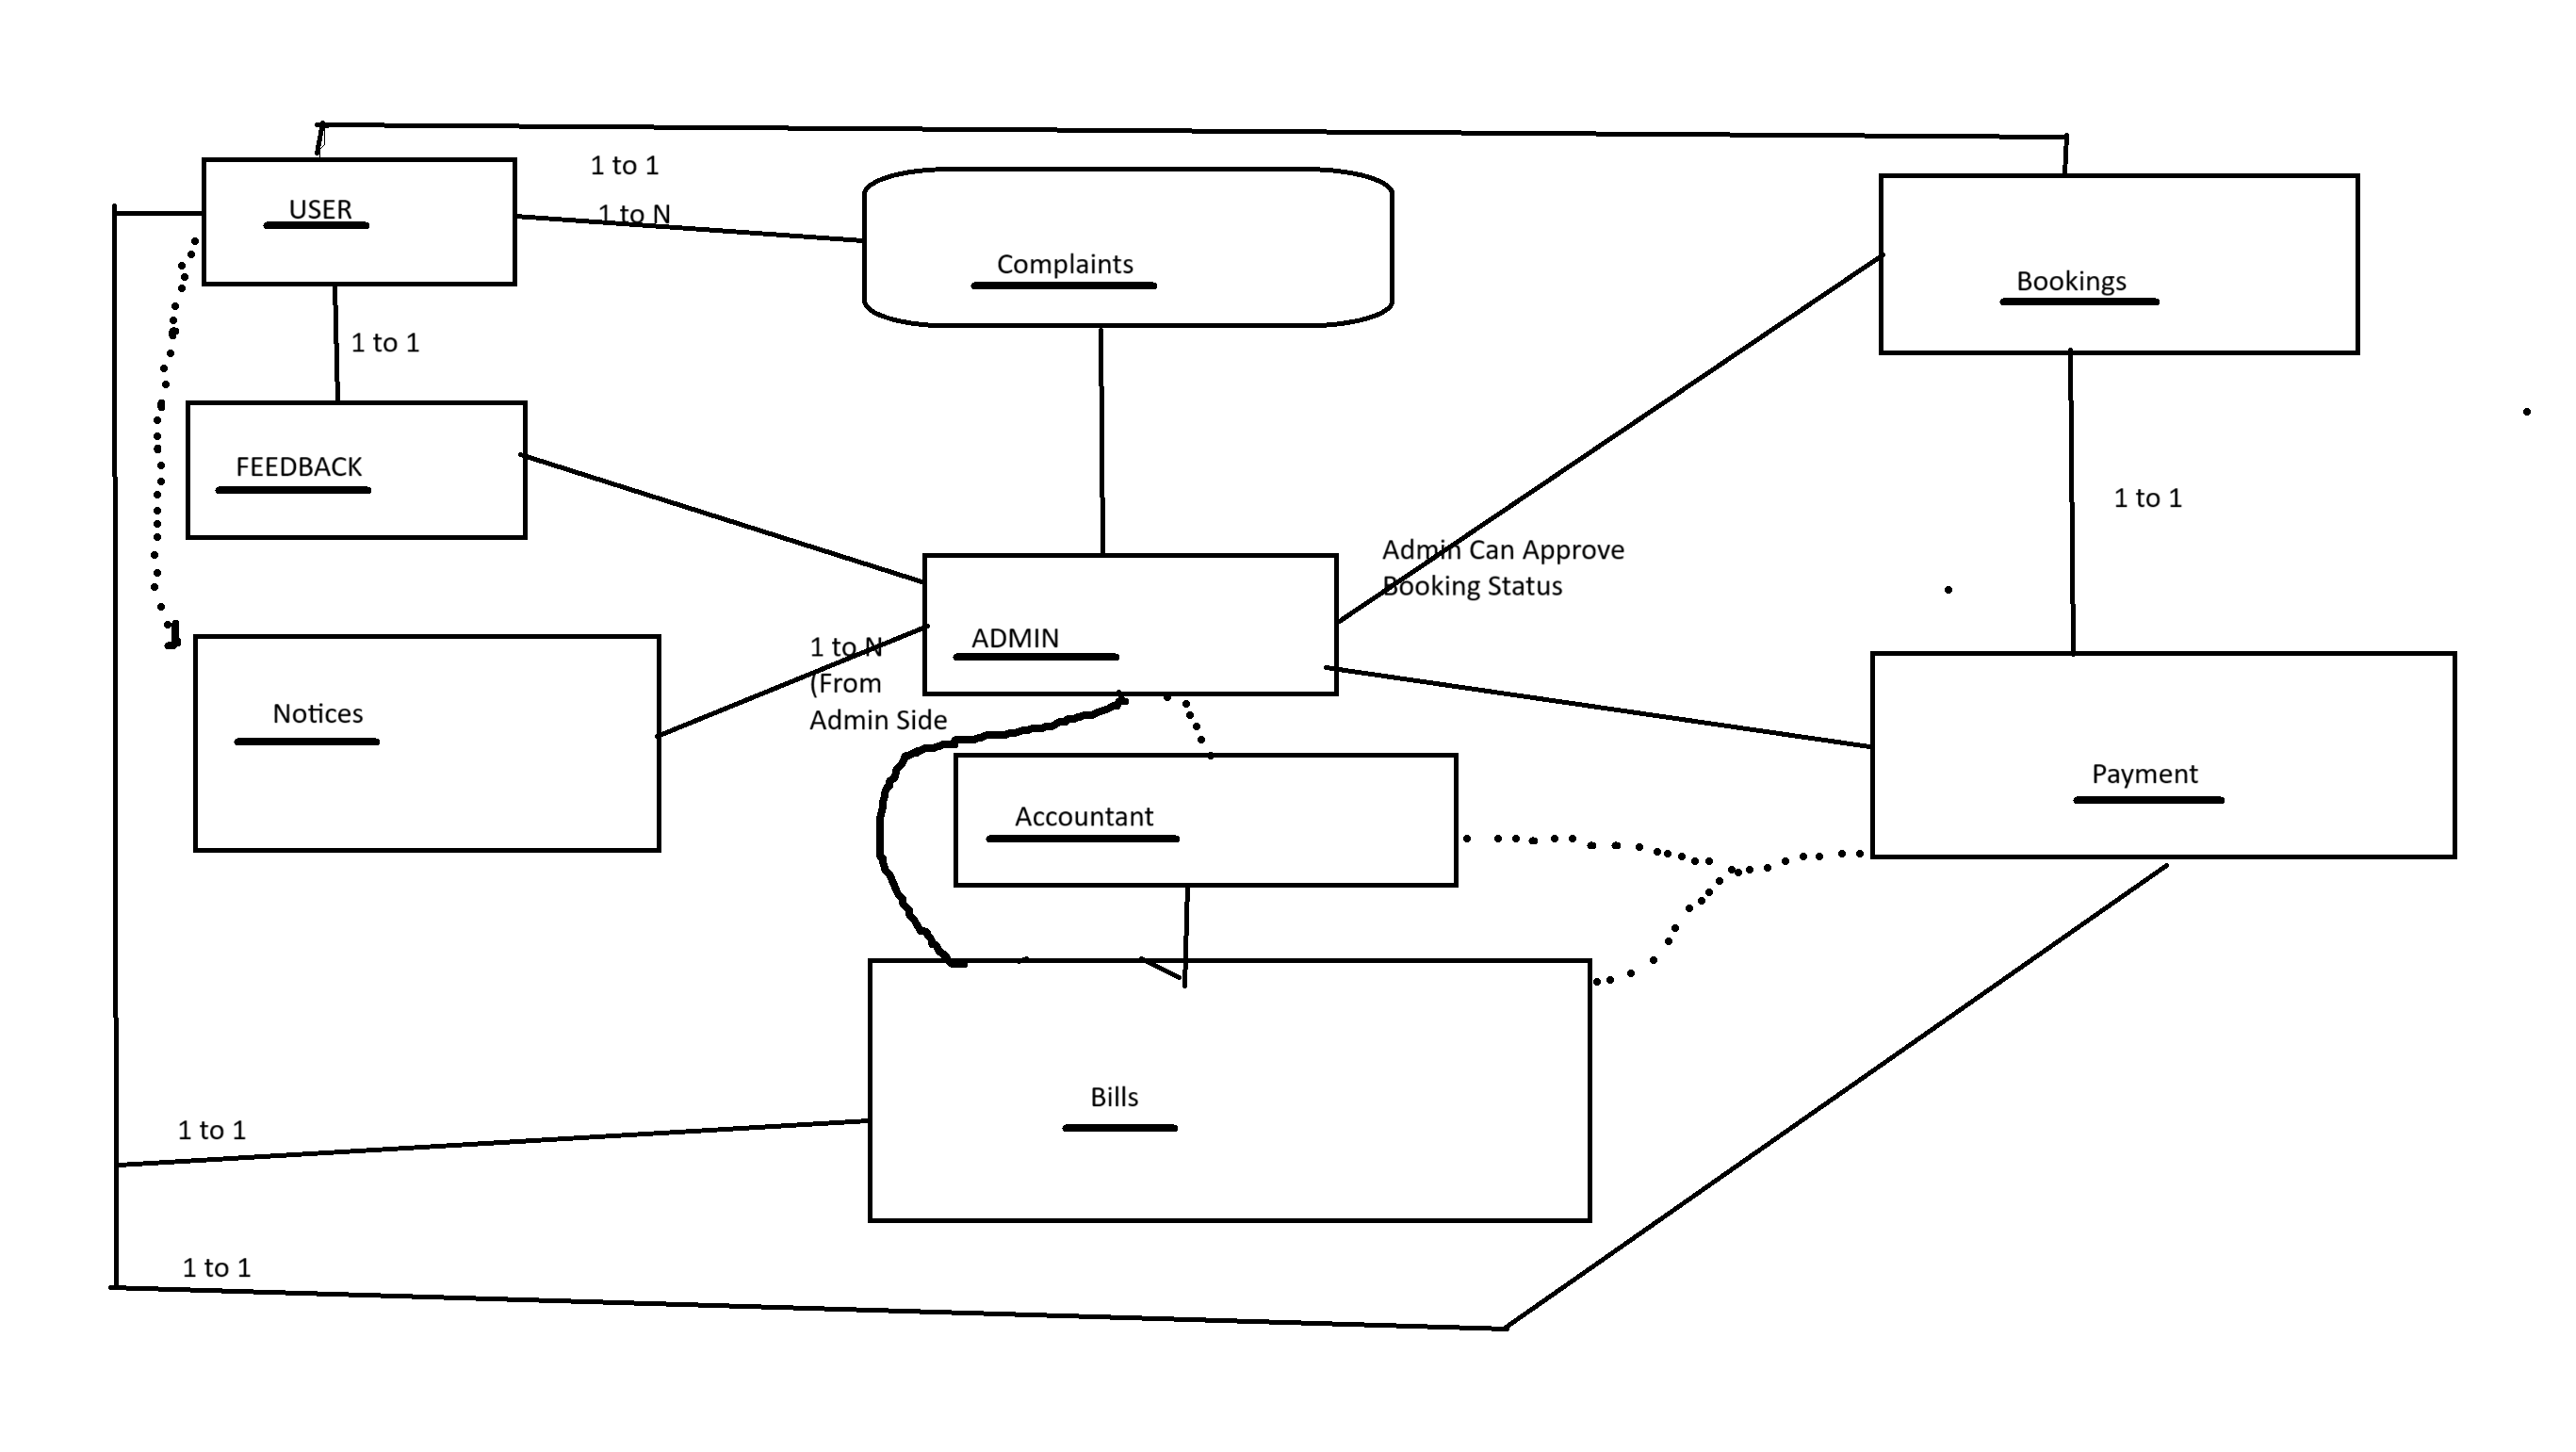 1 to 1
USER
1 to N
Complaints
Bookings
1 to 1
FEEDBACK
1 to 1
Admin Can Approve
Booking Status
ADMIN
1 to N
(From
Admin Side
Notices
Payment
Accountant
Bills
1 to 1
1 to 1